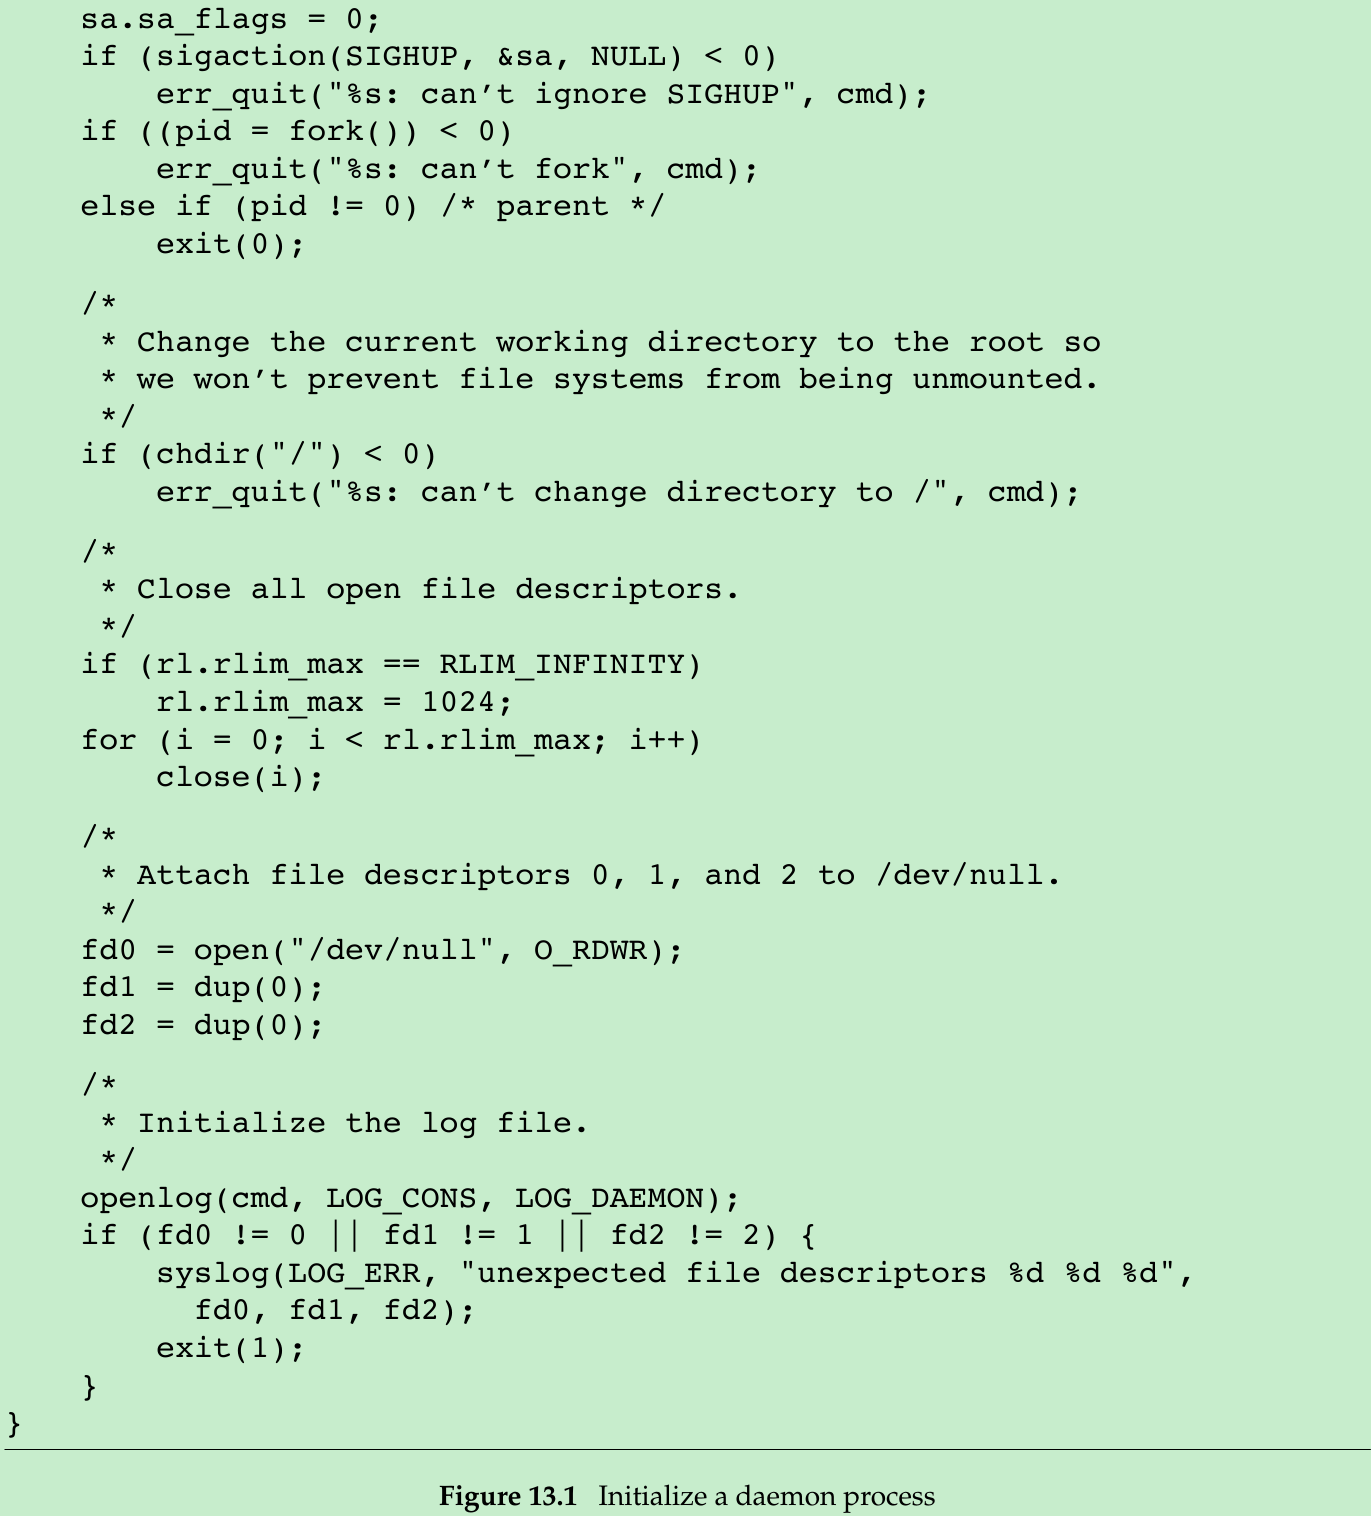 sa.sa_flags = 0;
if (sigaction(SIGHUP, &sa, NULL) < 0)
err_quit("%s: can't ignore SIGHUP", cmd);
if ((pid = fork()) < 0)
err_quit("%s: can't fork", cmd);
else if (pid != 0) /* parent */
exit(0);
/*
* Change the current working directory to the root so
* we won't prevent file systems from being unmounted.
*/
if (chdir("/") < 0)
err_quit("%s: can't change directory to /", cmd);
/*
* Close all open file descriptors.
*/
if (rl.rlim_max == RLIM_INFINITY)
rl.rlim_max = 1024;
for (i = 0; i < rl.rlim_max; i++)
close(i);
/*
* Attach file descriptors 0, 1, and 2 to /dev/null.
*/
fd0 = open("/dev/null", O_RDWR);
fd1 = dup(0);
fd2 = dup(0);
/*
* Initialize the log file.
*/
openlog(cmd, LOG_CONS, LOG_DAEMON);
if (fd0 != 0 || fd1 != 1 || fd2 != 2) {
syslog(LOG_ERR, "unexpected file descriptors %d %d %d",
fd0, fd1, fd2);
exit(1);
}
}
Figure 13.1 Initialize a daemon process